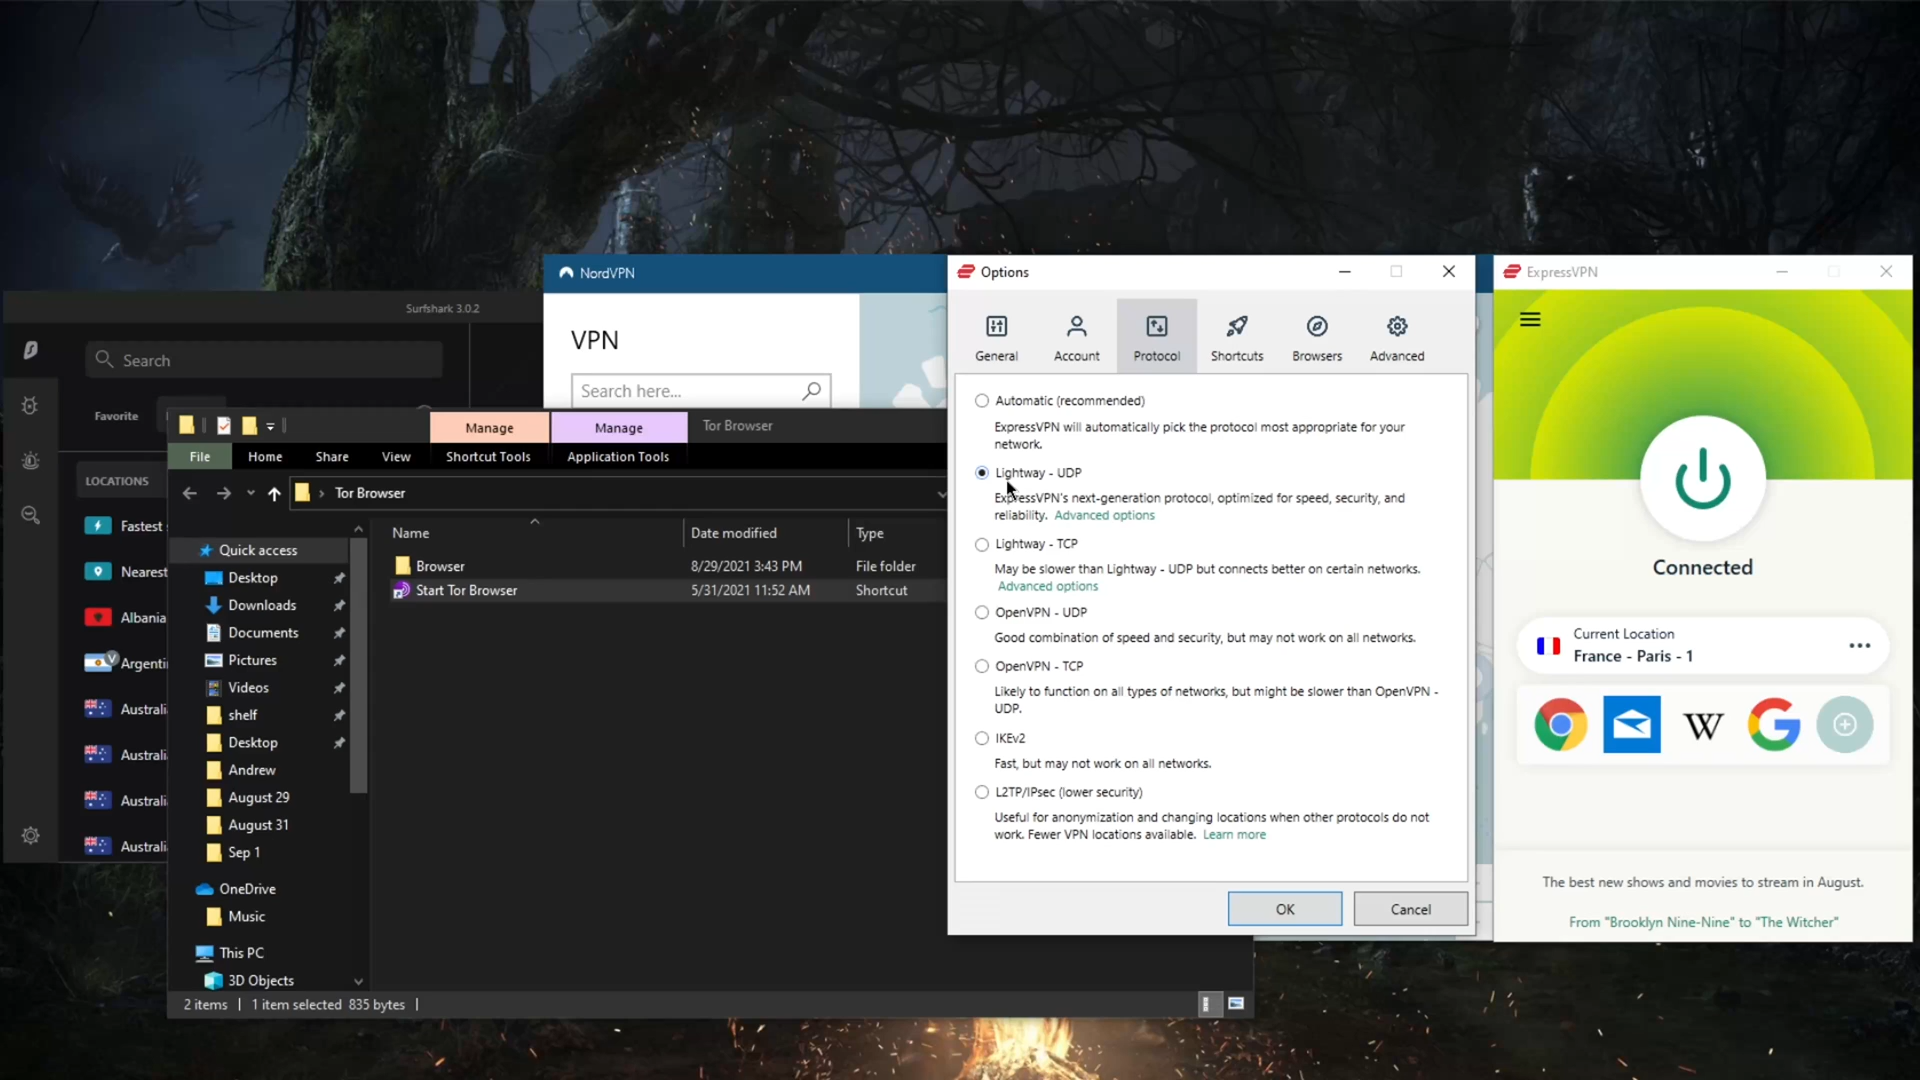 Surfshark 3.0.2
Search
Favorite
LOCATIONS
Fastest
Nearest
Albania
Argenti
Australi
Australi
Australi
Australi
NordVPN
VPN
Search here...
Manage
Manage
Tor Browser
File
Home
Share
View
Shortcut Tools
Application Tools
Tor Browser
Name
Date modified
Type
Browser
8/29/2021 3:43 PM
File folder
Start Tor Browser
5/31/2021 11:52 AM
Shortcut
Quick access
Desktop
Downloads
Documents
Pictures
Videos
shelf
Desktop
Andrew
August 29
August 31
Sep 1
OneDrive
Music
This PC
3D Objects
2 items
1 item selected 835 bytes
Options
General
Account
Protocol
Shortcuts
Browsers
Advanced
Automatic (recommended)
ExpressVPN will automatically pick the protocol most appropriate for your
network.
Lightway - UDP
ExpressVPN's next-generation protocol, optimized for speed, security, and
reliability. Advanced options
Lightway - TCP
May be slower than Lightway - UDP but connects better on certain networks.
Advanced options
OpenVPN - UDP
Good combination of speed and security, but may not work on all networks.
OpenVPN - TCP
Likely to function on all types of networks, but might be slower than OpenVPN -
UDP.
IKEv2
Fast, but may not work on all networks.
L2TP/IPsec (lower security)
Useful for anonymization and changing locations when other protocols do not
work. Fewer VPN locations available. Learn more
OK
Cancel
ExpressVPN
Connected
Current Location
France - Paris - 1
W
G
The best new shows and movies to stream in August.
From "Brooklyn Nine-Nine" to "The Witcher"